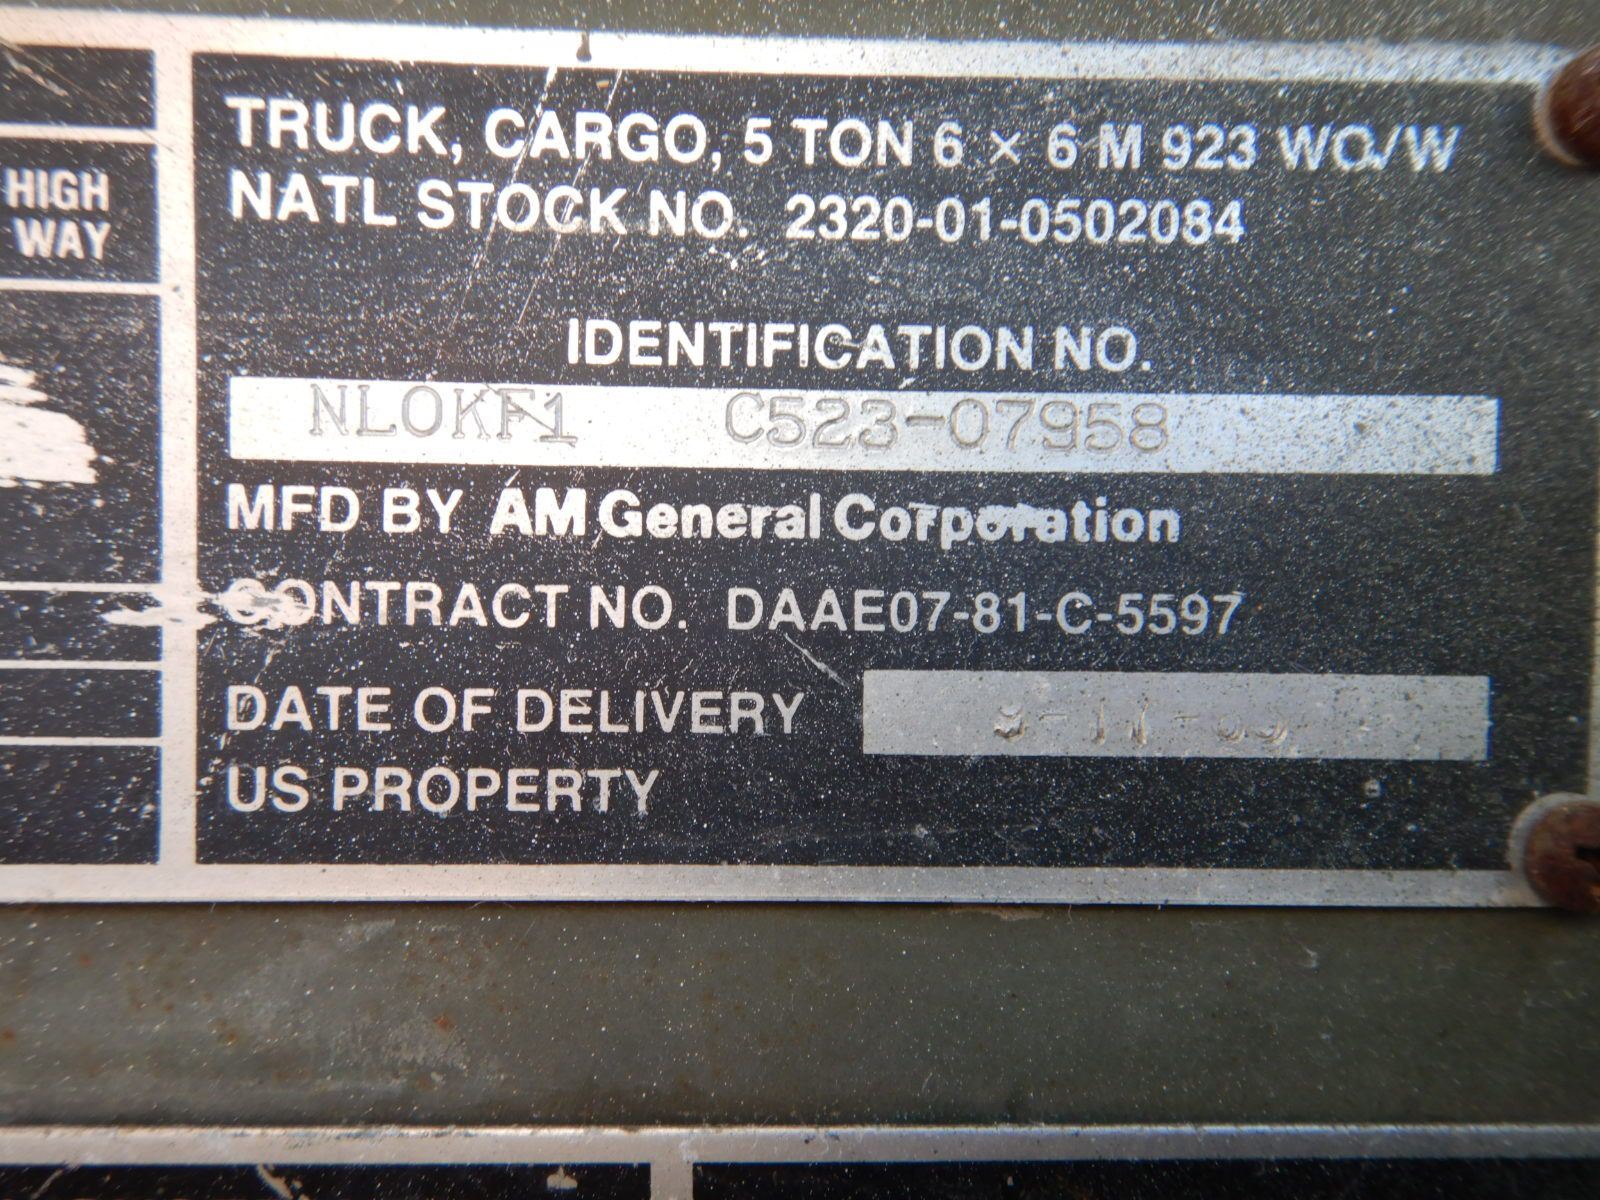 HIGH
WAY
TRUCK, CARGO, 5 TON 6 × 6 M 923 WO/W
NATL STOCK NO. 2320-01-0502084
IDENTIFICATION NO.
NLOKF1 C523-07958
MFD BY AM General Corporation
CONTRACT NO. DAAE07-81-C-5597
DATE OF DELIVERY
US PROPERTY